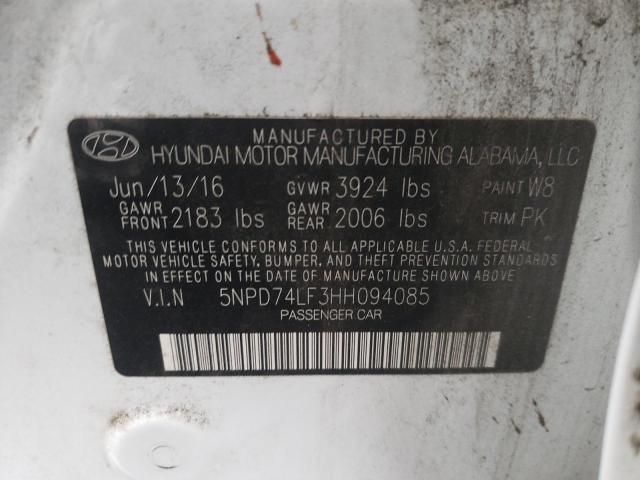 MANUFACTURED BY
HYUNDAI MOTOR MANUFACTURING ALABAMA, LLC
Jun/13/16 GVWR 3924 lbs PAINT W8
GAWR FRONT 2183 lbs GAWR REAR 2006 lbs TRIM PK
THIS VEHICLE CONFORMS TO ALL APPLICABLE U.S.A. FEDERAL
MOTOR VEHICLE SAFETY, BUMPER, AND THEFT PREVENTION STANDARDS
IN EFFECT ON THE DATE OF MANUFACTURE SHOWN ABOVE.
V.I.N 5NPD74LF3HH094085
PASSENGER CAR